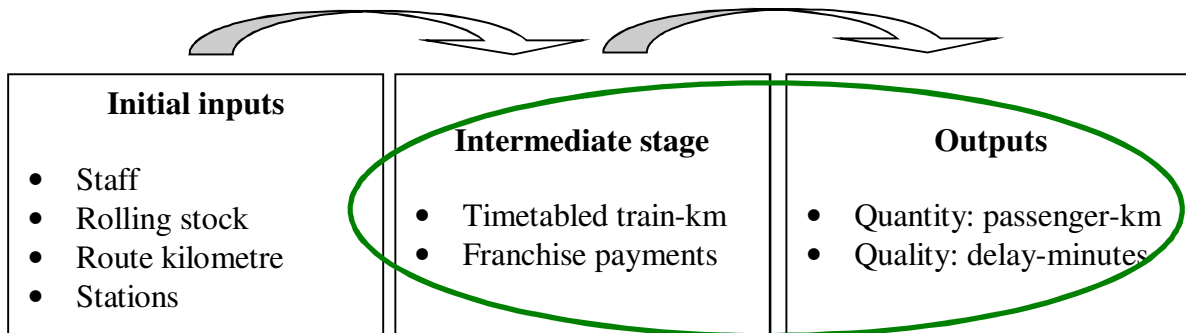 Initial inputs
• Staff
• Rolling stock
• Route kilometre
• Stations
Intermediate stage
• Timetabled train-km
• Franchise payments
Outputs
• Quantity: passenger-km
• Quality: delay-minutes